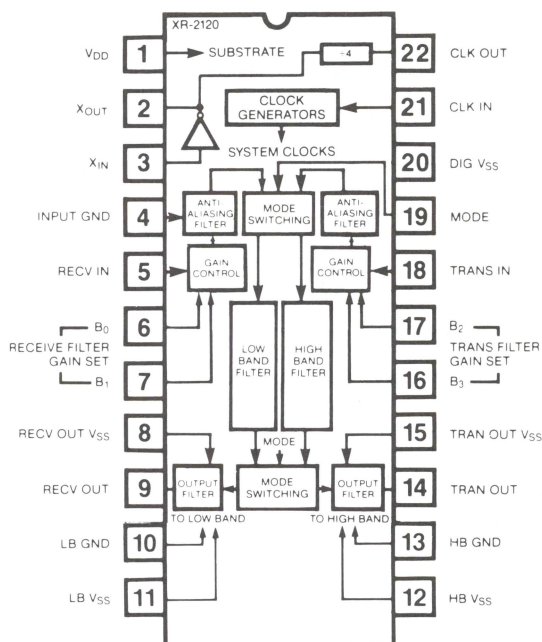 XR-2120
VDD 1 SUBSTRATE ÷4 22 CLK OUT
XOUT 2 CLOCK GENERATORS 21 CLK IN
SYSTEM CLOCKS
XIN 3 20 DIG VSS
INPUT GND 4 ANTI-ALIASING FILTER MODE SWITCHING ANTI-ALIASING FILTER 19 MODE
RECV IN 5 GAIN CONTROL GAIN CONTROL 18 TRANS IN
B0 6 17 B2
RECEIVE FILTER GAIN SET LOW BAND FILTER HIGH BAND FILTER TRANS FILTER GAIN SET
B1 7 16 B3
RECV OUT VSS 8 MODE 15 TRAN OUT VSS
RECV OUT 9 OUTPUT FILTER MODE SWITCHING OUTPUT FILTER 14 TRAN OUT
TO LOW BAND TO HIGH BAND
LB GND 10 13 HB GND
LB VSS 11 12 HB VSS